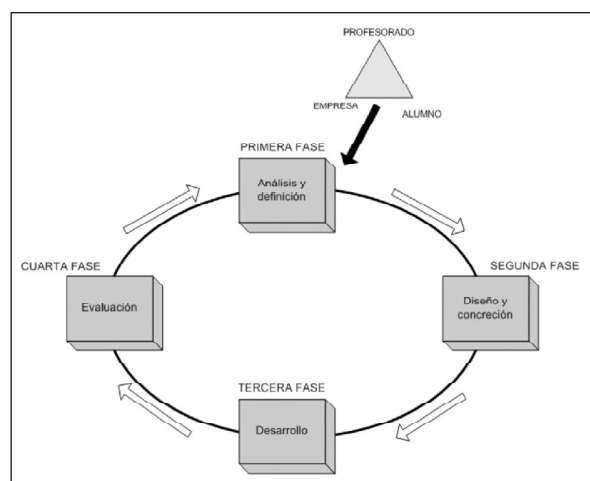 PROFESORADO
EMPRESA
ALUMNO
PRIMERA FASE
Análisis y
definición
CUARTA FASE
Evaluación
SEGUNDA FASE
Diseño y
concreción
TERCERA FASE
Desarrollo